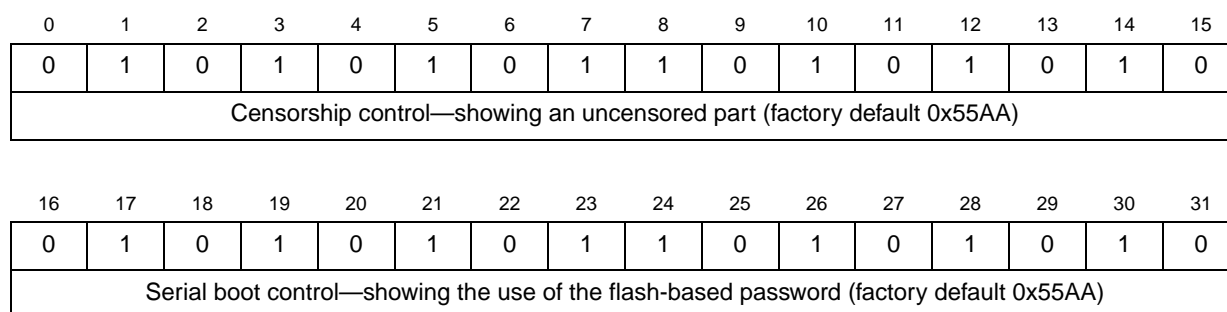 0 1 2 3 4 5 6 7 8 9 10 11 12 13 14 15
0 1 0 1 0 1 0 1 1 0 1 0 1 0 1 0
Censorship control—showing an uncensored part (factory default 0x55AA)
16 17 18 19 20 21 22 23 24 25 26 27 28 29 30 31
0 1 0 1 0 1 0 1 1 0 1 0 1 0 1 0
Serial boot control—showing the use of the flash-based password (factory default 0x55AA)